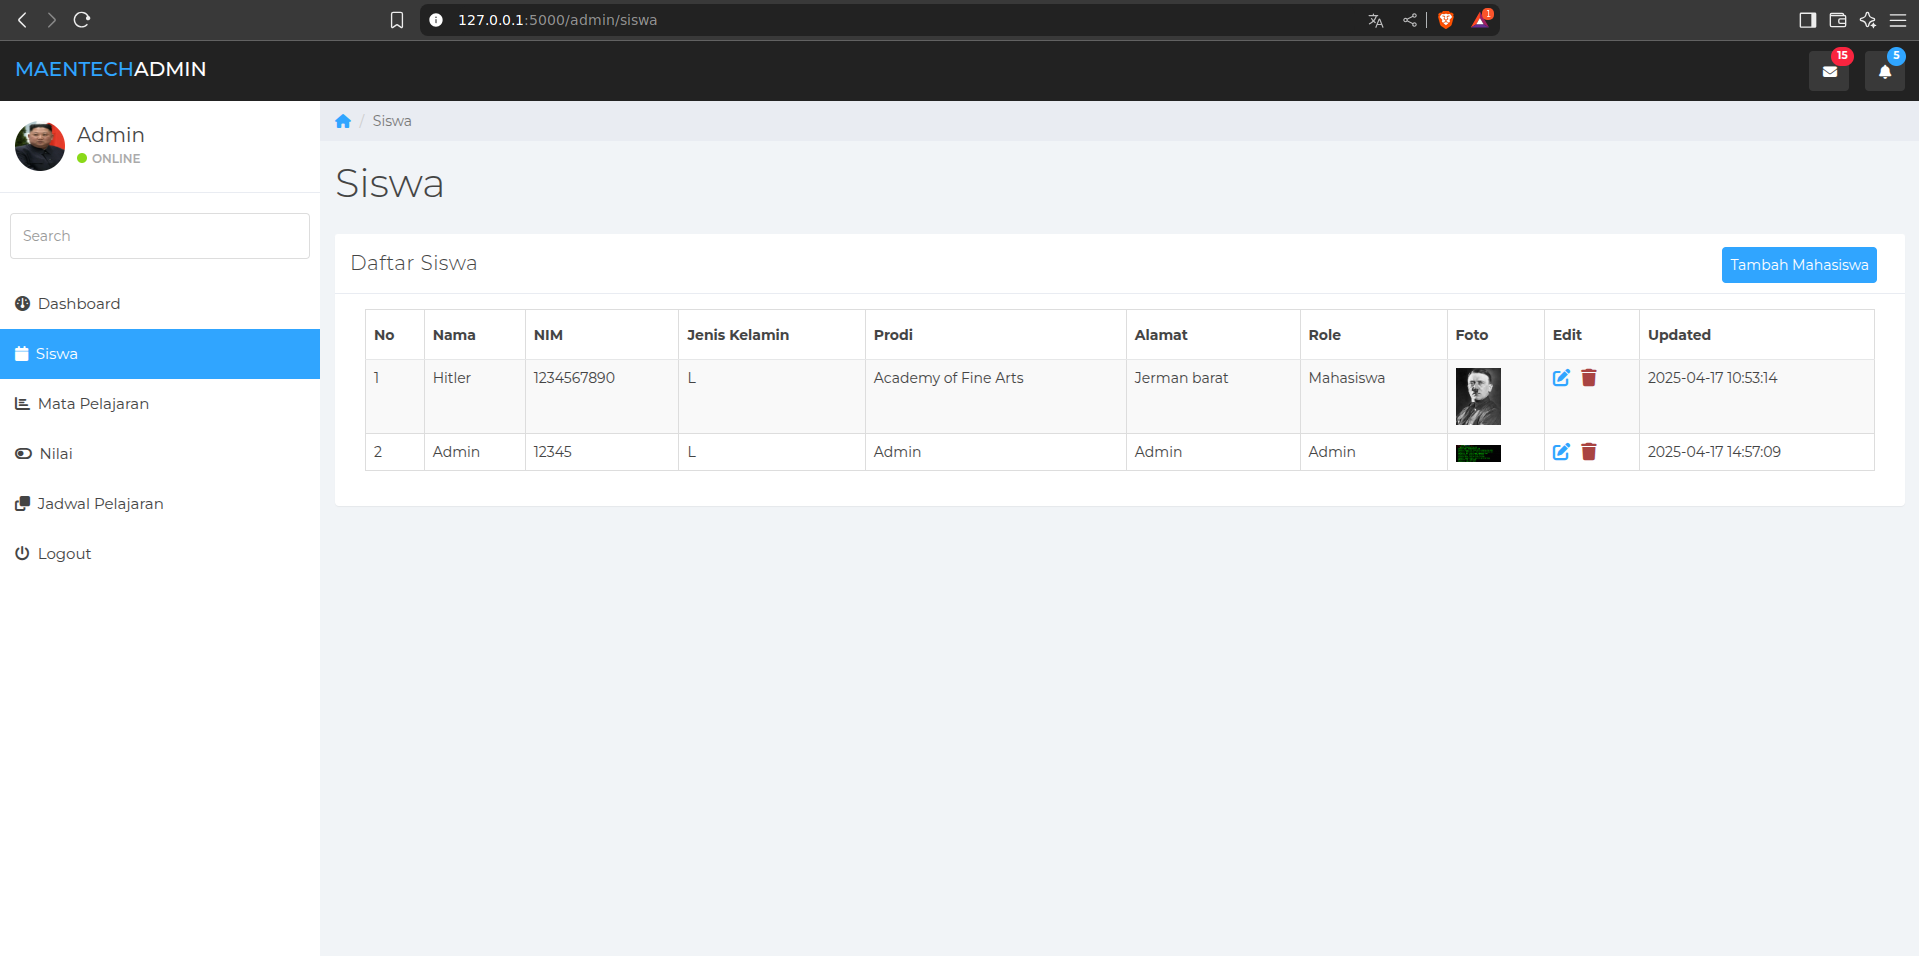 127.0.0.1:5000/admin/siswa
1
MAENTECHADMIN
15
5
Admin
ONLINE
/ Siswa
Siswa
Search
Daftar Siswa
Tambah Mahasiswa
Dashboard
Siswa
Mata Pelajaran
Nilai
Jadwal Pelajaran
Logout
No Nama NIM Jenis Kelamin Prodi Alamat Role Foto Edit Updated
1 Hitler 1234567890 L Academy of Fine Arts Jerman barat Mahasiswa 2025-04-17 10:53:14
2 Admin 12345 L Admin Admin Admin 2025-04-17 14:57:09